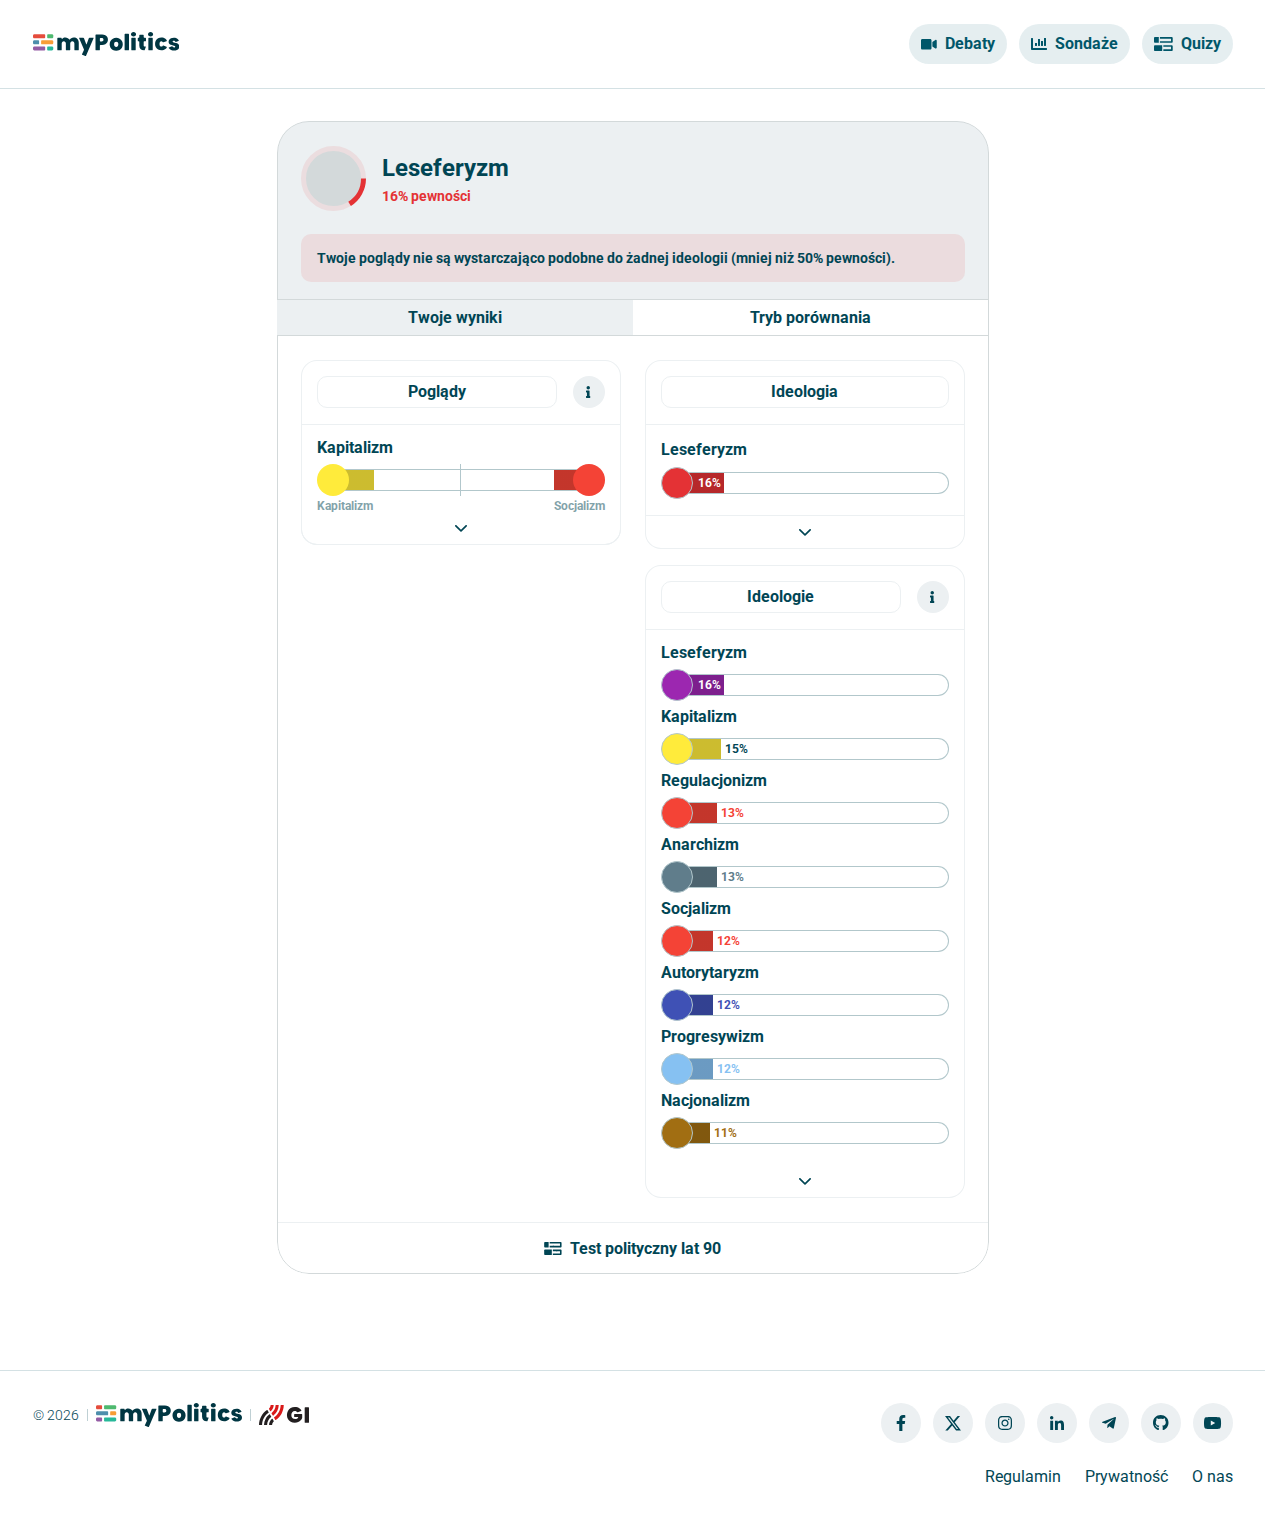 myPolitics
Debaty
Sondaże
Quizy
Leseferyzm
16% pewności
Twoje poglądy nie są wystarczająco podobne do żadnej ideologii (mniej niż 50% pewności).
Twoje wyniki
Tryb porównania
Poglądy
Kapitalizm
Kapitalizm
Socjalizm
Ideologia
Leseferyzm
16%
Ideologie
Leseferyzm
16%
Kapitalizm
15%
Regulacjonizm
13%
Anarchizm
13%
Socjalizm
12%
Autorytaryzm
12%
Progresywizm
12%
Nacjonalizm
11%
Test polityczny lat 90
© 2026
myPolitics
GI
Regulamin
Prywatność
O nas